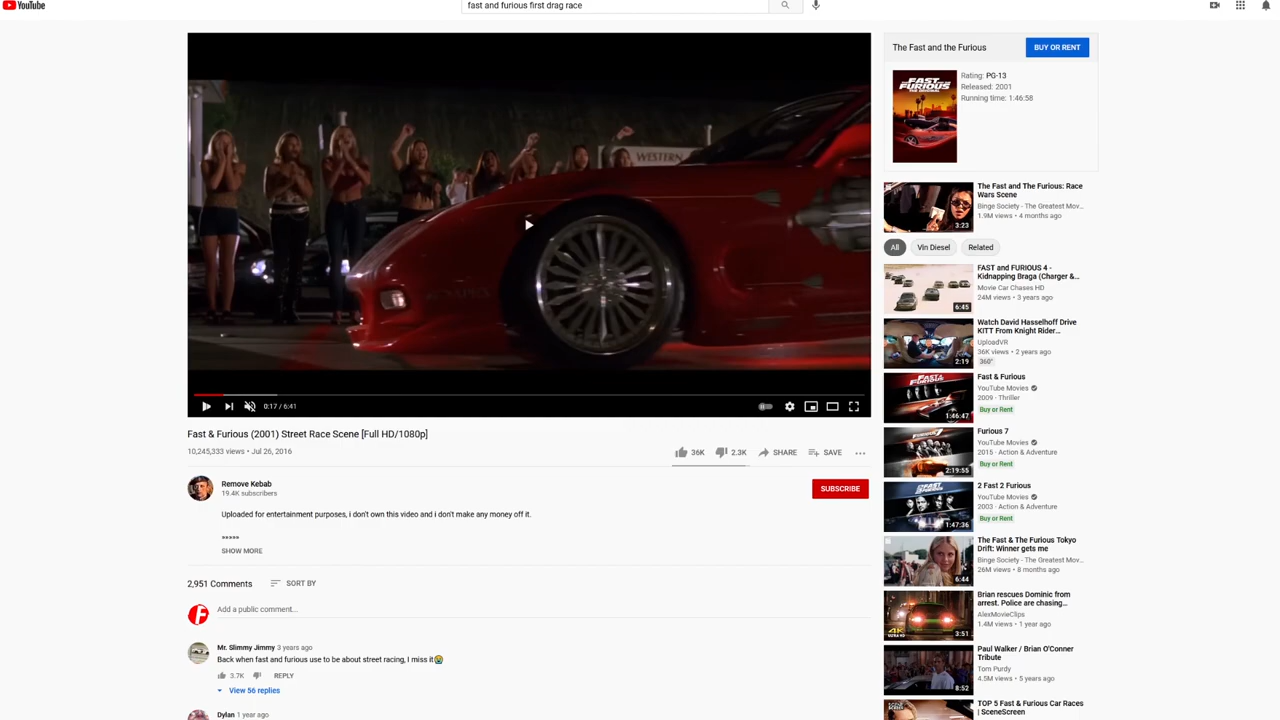 YouTube
fast and furious first drag race
WESTERN
0:17 / 6:41
Fast & Furious (2001) Street Race Scene [Full HD/1080p]
10,245,333 views • Jul 26, 2016
36K
2.3K
SHARE
SAVE
Remove Kebab
19.4K subscribers
SUBSCRIBE
Uploaded for entertainment purposes, i don't own this video and i don't make any money off it.
»»»»»
SHOW MORE
2,951 Comments
SORT BY
Add a public comment...
Mr. Slimmy Jimmy 3 years ago
Back when fast and furious use to be about street racing, I miss it😭
3.7K
REPLY
View 56 replies
Dylan 1 year ago
The Fast and the Furious
BUY OR RENT
FAST
FURIOUS
Rating: PG-13
Released: 2001
Running time: 1:46:58
3:23
The Fast and The Furious: Race
Wars Scene
Binge Society - The Greatest Mov...
1.9M views • 4 months ago
All
Vin Diesel
Related
6:45
FAST and FURIOUS 4 -
Kidnapping Braga (Charger &...
Movie Car Chases HD
24M views • 3 years ago
2:19
Watch David Hasselhoff Drive
KITT From Knight Rider...
UploadVR
36K views • 2 years ago
360°
1:46:47
Fast & Furious
YouTube Movies
2009 • Thriller
Buy or Rent
2:19:55
Furious 7
YouTube Movies
2015 • Action & Adventure
Buy or Rent
1:47:36
2 Fast 2 Furious
YouTube Movies
2003 • Action & Adventure
Buy or Rent
6:44
The Fast & The Furious Tokyo
Drift: Winner gets me
Binge Society - The Greatest Mov...
26M views • 8 months ago
4K
3:51
Brian rescues Dominic from
arrest. Police are chasing...
AlexMovieClips
1.4M views • 1 year ago
8:52
Paul Walker / Brian O'Conner
Tribute
Tom Purdy
4.5M views • 5 years ago
TOP 5 Fast & Furious Car Races
| SceneScreen